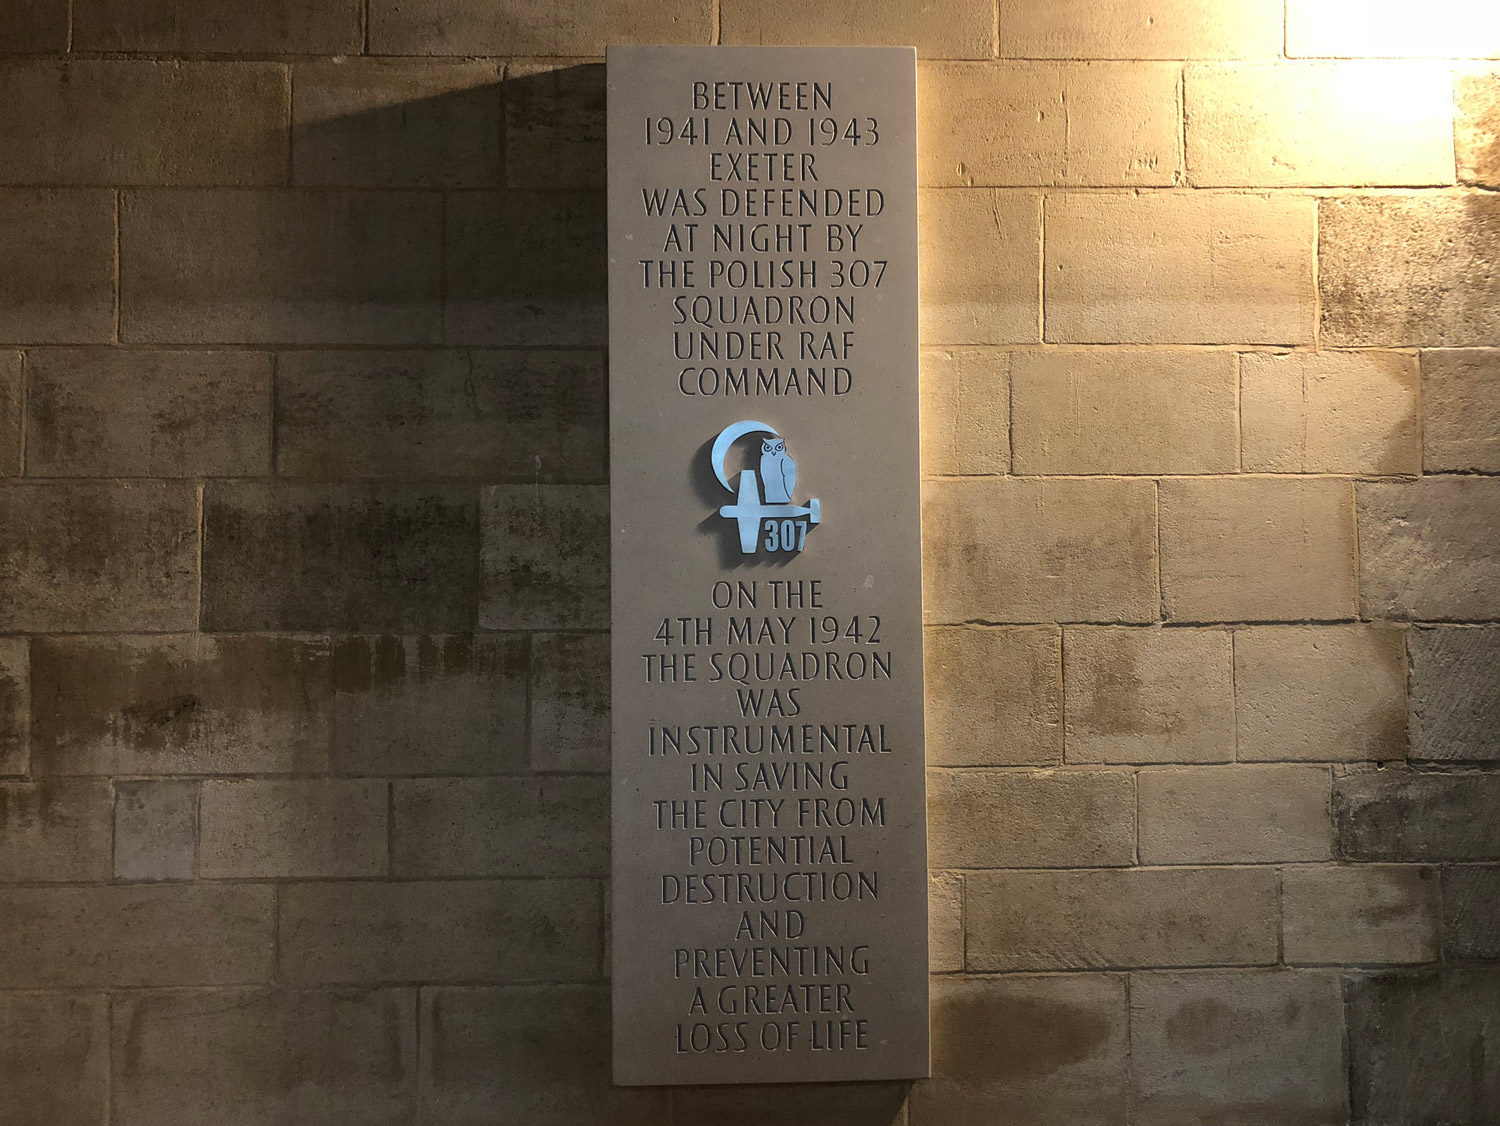 BETWEEN
1941 AND 1943
EXETER
WAS DEFENDED
AT NIGHT BY
THE POLISH 307
SQUADRON
UNDER RAF
COMMAND
307
ON THE
4TH MAY 1942
THE SQUADRON
WAS
INSTRUMENTAL
IN SAVING
THE CITY FROM
POTENTIAL
DESTRUCTION
AND
PREVENTING
A GREATER
LOSS OF LIFE